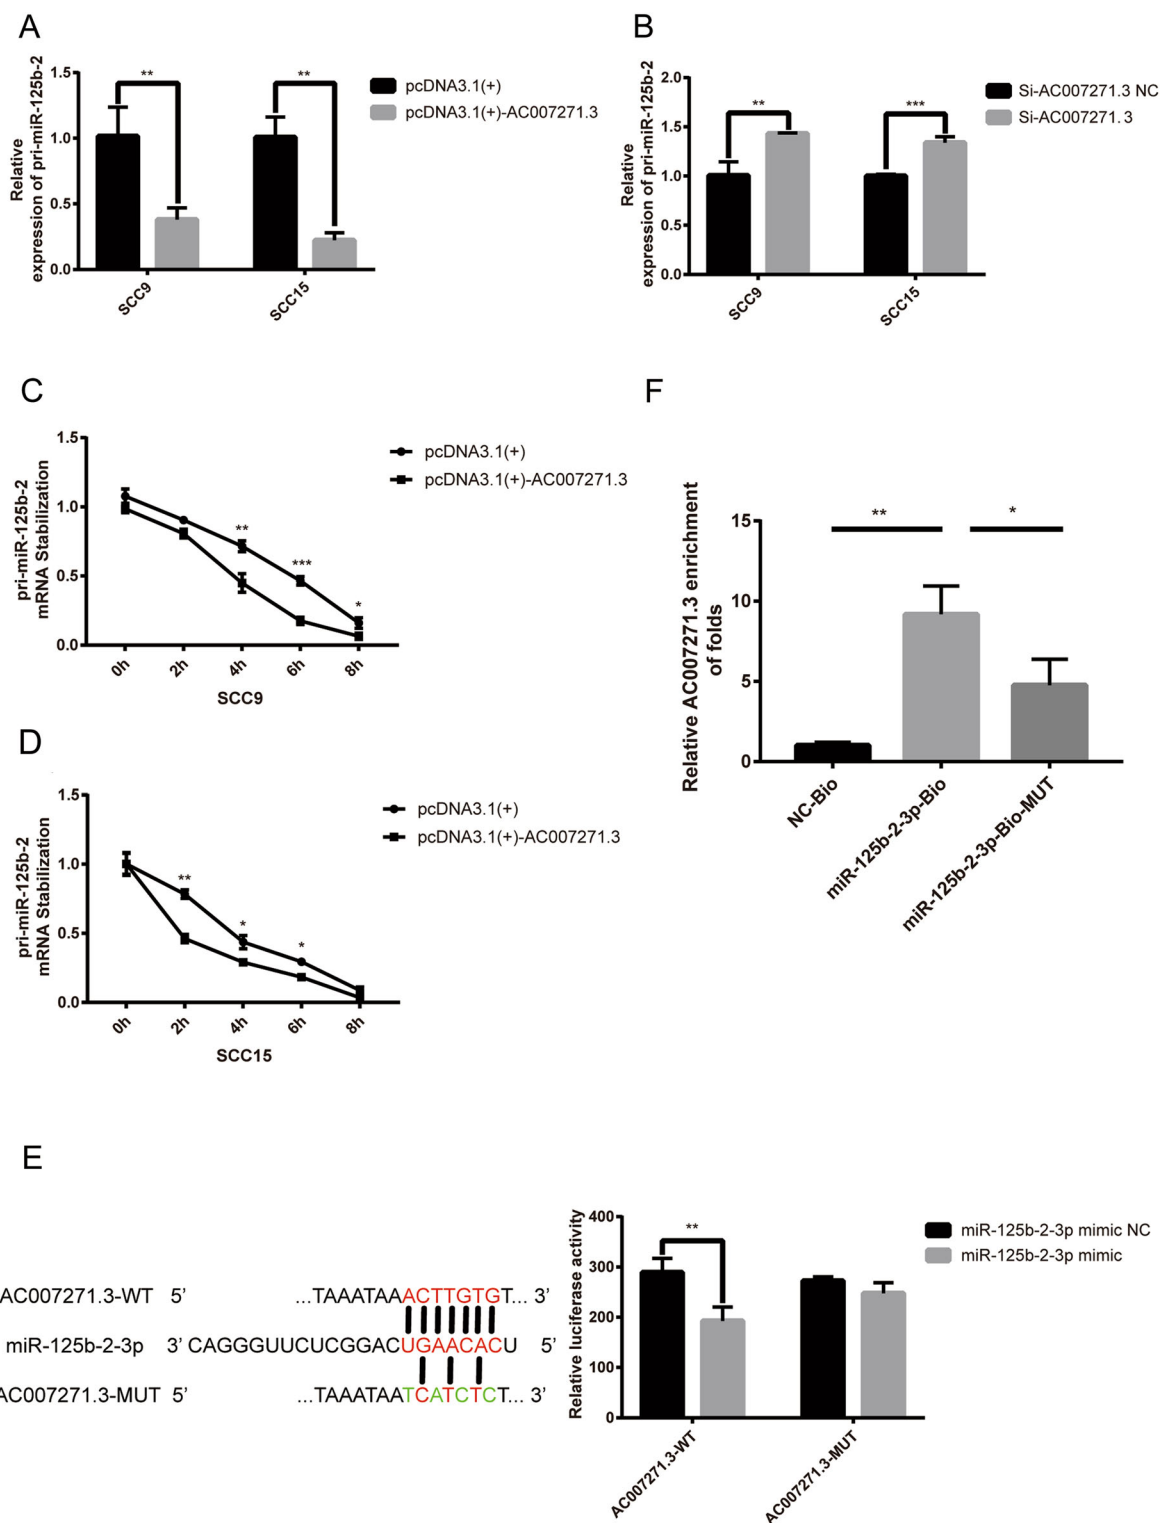 A
Relative
expression of pri-miR-125b-2
1.5
1.0
0.5
0.0
**
**
SCC9
SCC15
pcDNA3.1(+)
pcDNA3.1(+)-AC007271.3
B
Relative
expression of pri-miR-125b-2
2.0
1.5
1.0
0.5
0.0
**
***
SCC9
SCC15
Si-AC007271.3 NC
Si-AC007271.3
C
pri-miR-125b-2
mRNA Stabilization
1.5
1.0
0.5
0.0
**
***
*
0h
2h
4h
6h
8h
SCC9
pcDNA3.1(+)
pcDNA3.1(+)-AC007271.3
F
Relative AC007271.3 enrichment
of folds
15
10
5
0
**
*
NC-Bio
miR-125b-2-3p-Bio
miR-125b-2-3p-Bio-MUT
D
pri-miR-125b-2
mRNA Stabilization
1.5
1.0
0.5
0.0
**
*
*
0h
2h
4h
6h
8h
SCC15
pcDNA3.1(+)
pcDNA3.1(+)-AC007271.3
E
AC007271.3-WT 5’ ...TAAATAAACTTGTGT... 3’
miR-125b-2-3p 3’ CAGGGUUCUCGGACUGAACACU 5’
AC007271.3-MUT 5’ ...TAAATAATCATCTCT... 3’
Relative luciferase activity
400
300
200
100
0
**
AC007271.3-WT
AC007271.3-MUT
miR-125b-2-3p mimic NC
miR-125b-2-3p mimic